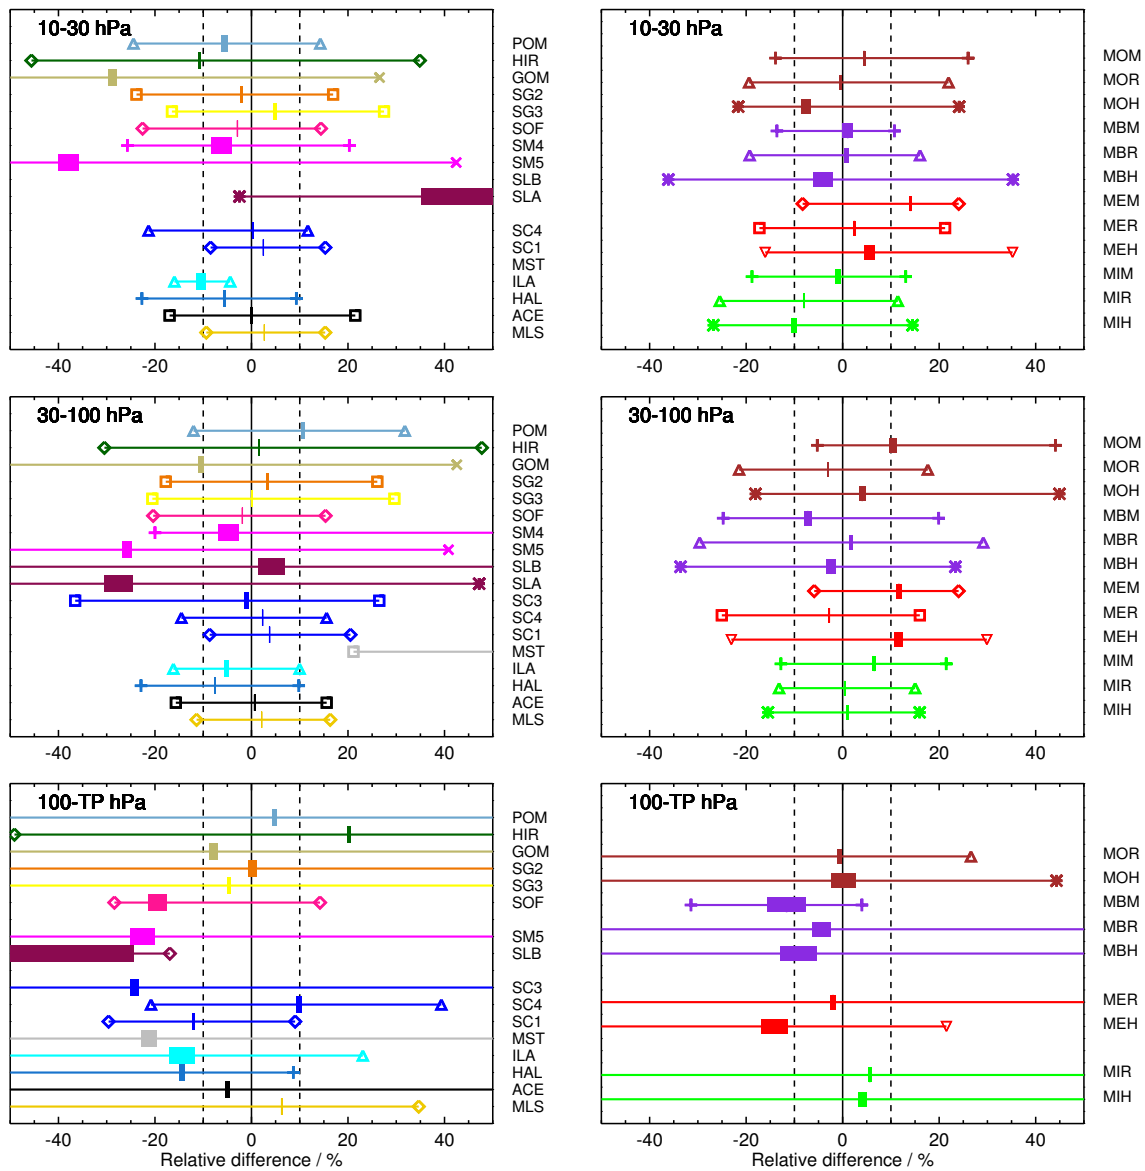 10-30 hPa
POM
HIR
GOM
SG2
SG3
SOF
SM4
SM5
SLB
SLA
SC4
SC1
MST
ILA
HAL
ACE
MLS
-40 -20 0 20 40
10-30 hPa
MOM
MOR
MOH
MBM
MBR
MBH
MEM
MER
MEH
MIM
MIR
MIH
-40 -20 0 20 40
30-100 hPa
POM
HIR
GOM
SG2
SG3
SOF
SM4
SM5
SLB
SLA
SC3
SC4
SC1
MST
ILA
HAL
ACE
MLS
-40 -20 0 20 40
30-100 hPa
MOM
MOR
MOH
MBM
MBR
MBH
MEM
MER
MEH
MIM
MIR
MIH
-40 -20 0 20 40
100-TP hPa
POM
HIR
GOM
SG2
SG3
SOF
SM5
SLB
SC3
SC4
SC1
MST
ILA
HAL
ACE
MLS
-40 -20 0 20 40
Relative difference / %
100-TP hPa
MOR
MOH
MBM
MBR
MBH
MER
MEH
MIR
MIH
-40 -20 0 20 40
Relative difference / %